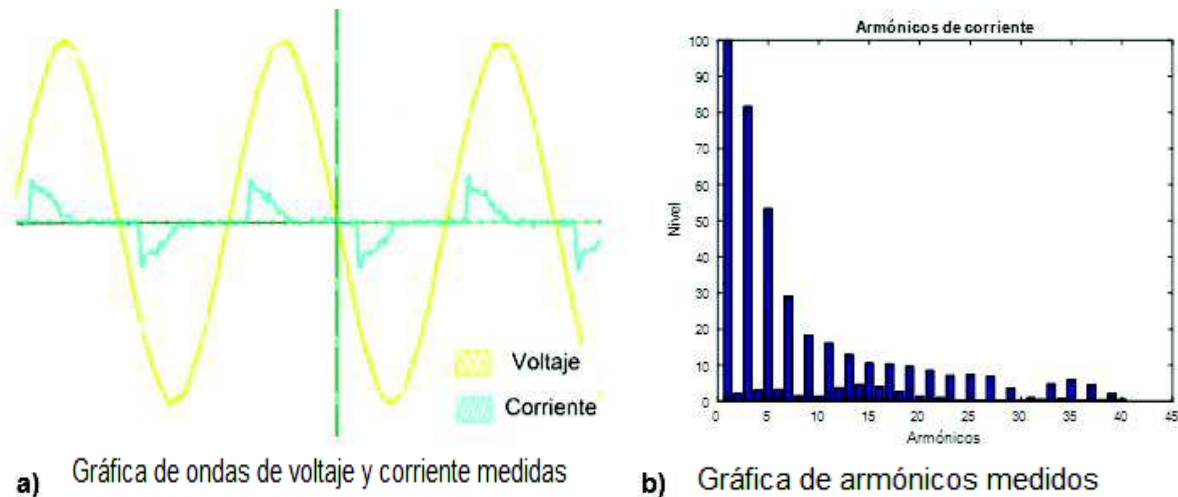 Voltaje
Corriente
a) Gráfica de ondas de voltaje y corriente medidas
Armónicos de corriente
Nivel
100
90
80
70
60
50
40
30
20
10
0
0 5 10 15 20 25 30 35 40 45
Armónicos
b) Gráfica de armónicos medidos